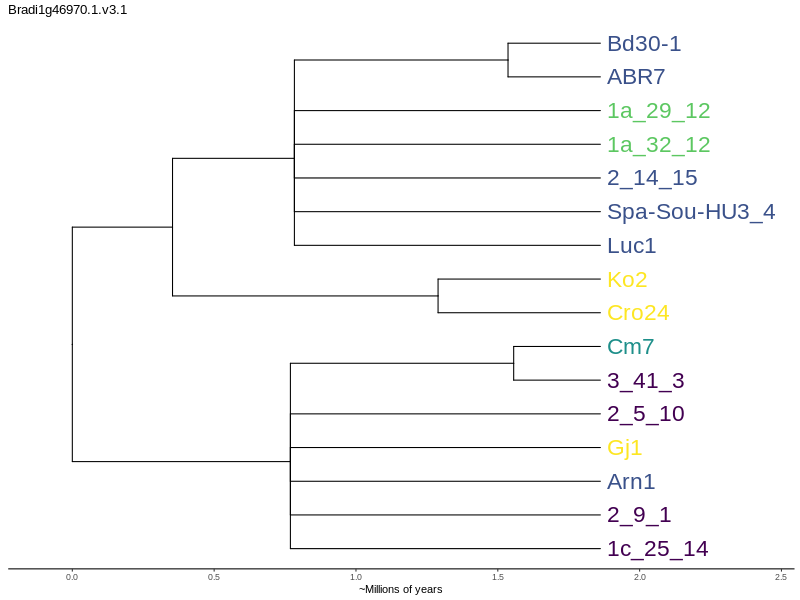 Bradi1g46970.1.v3.1
Bd30-1
ABR7
1a_29_12
1a_32_12
2_14_15
Spa-Sou-HU3_4
Luc1
Ko2
Cro24
Cm7
3_41_3
2_5_10
Gj1
Arn1
2_9_1
1c_25_14
0.0 0.5 1.0 1.5 2.0 2.5
~Millions of years